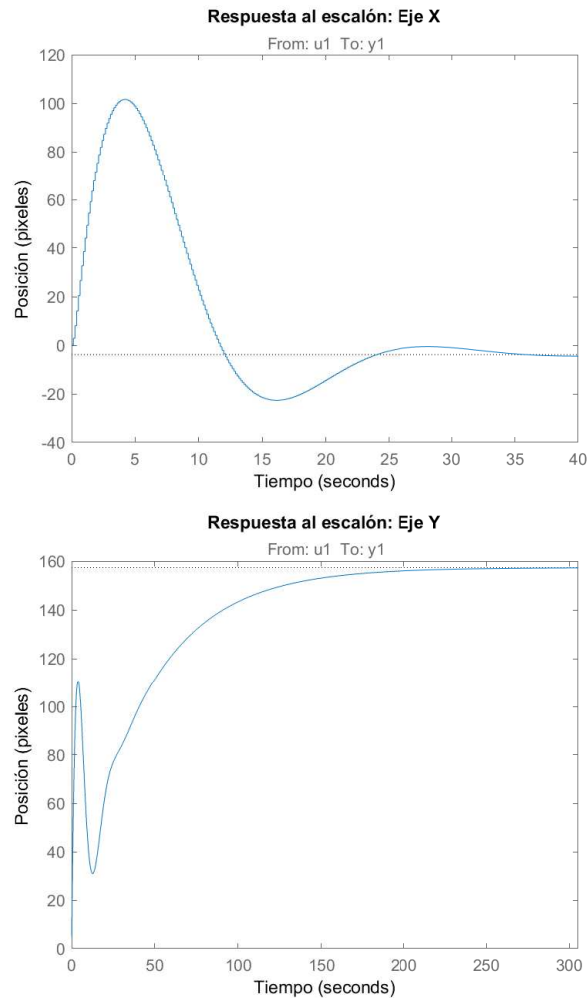 Respuesta al escalón: Eje X
From: u1 To: y1
120
100
80
60
40
20
0
-20
-40
Posición (pixeles)
0 5 10 15 20 25 30 35 40
Tiempo (seconds)
Respuesta al escalón: Eje Y
From: u1 To: y1
160
140
120
100
80
60
40
20
0
Posición (pixeles)
0 50 100 150 200 250 300
Tiempo (seconds)